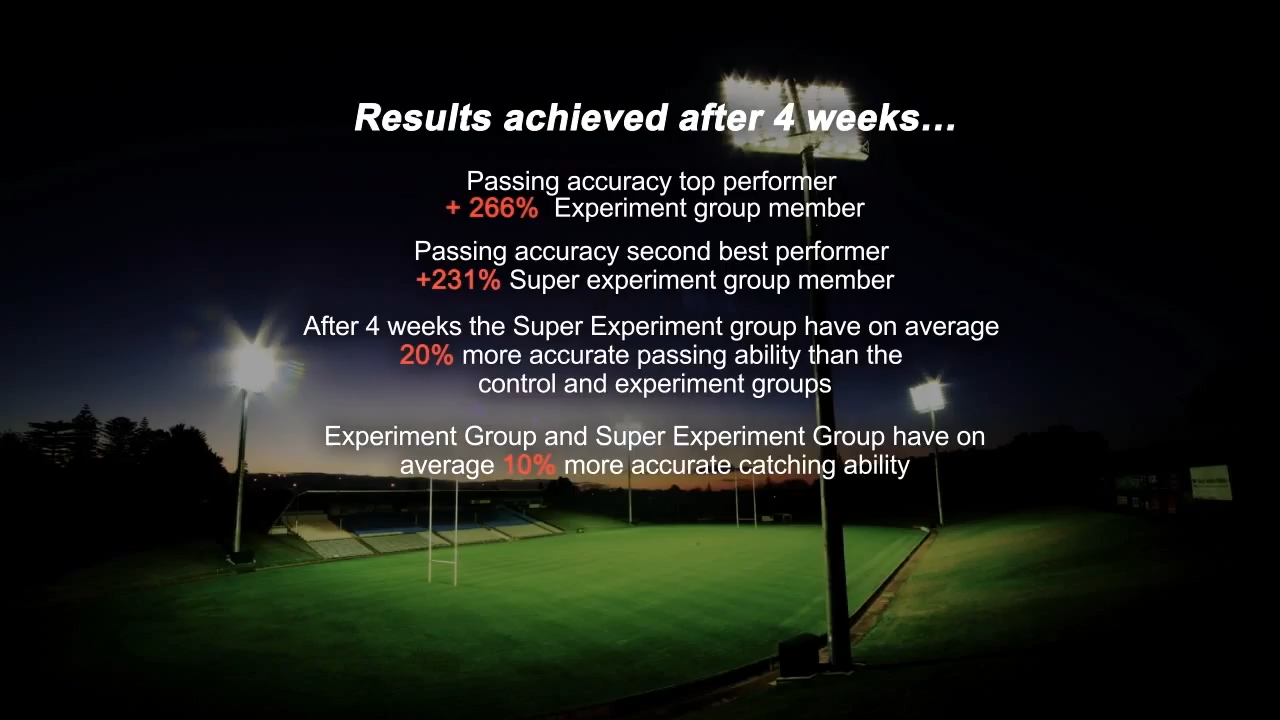 Results achieved after 4 weeks...
Passing accuracy top performer
+ 266% Experiment group member
Passing accuracy second best performer
+231% Super experiment group member
After 4 weeks the Super Experiment group have on average
20% more accurate passing ability than the
control and experiment groups
Experiment Group and Super Experiment Group have on
average 10% more accurate catching ability